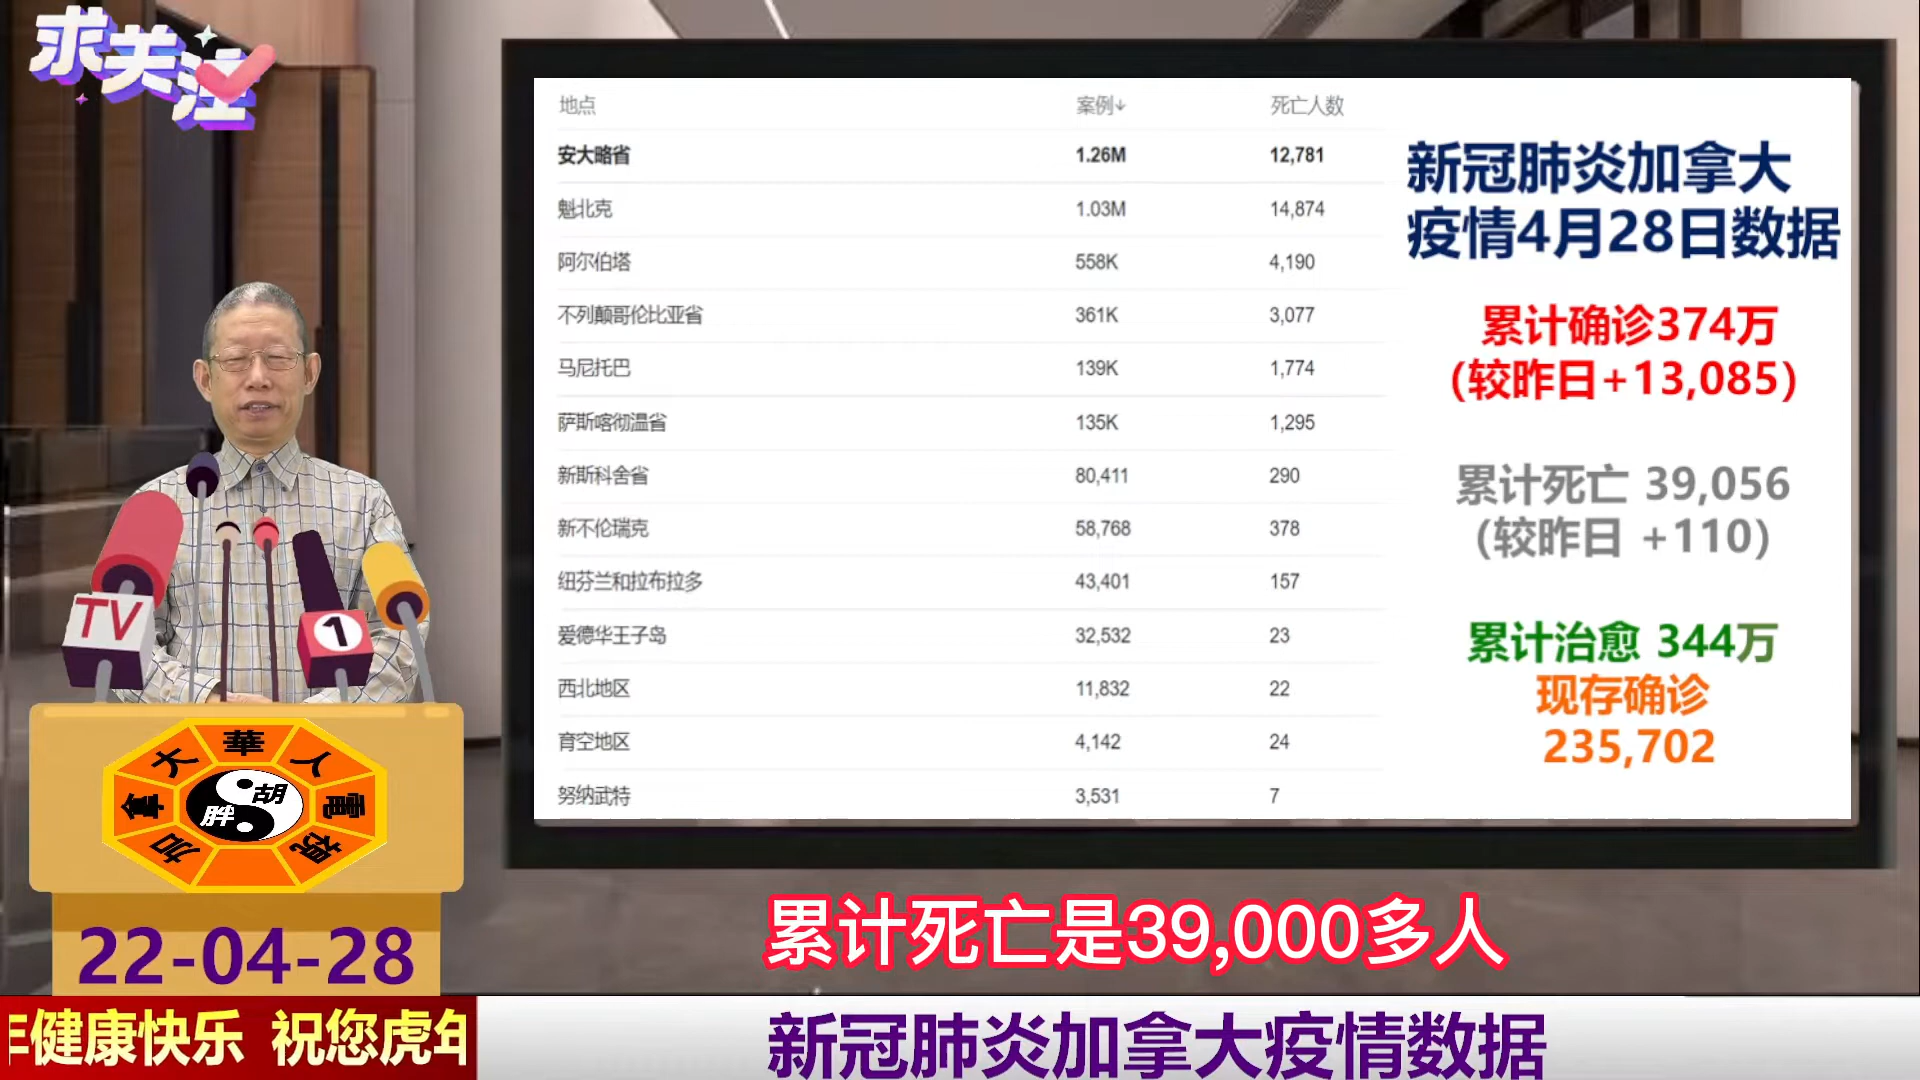 求关注
地点 案例↓ 死亡人数
安大略省 1.26M 12,781
魁北克 1.03M 14,874
阿尔伯塔 558K 4,190
不列颠哥伦比亚省 361K 3,077
马尼托巴 139K 1,774
萨斯喀彻温省 135K 1,295
新斯科舍省 80,411 290
新不伦瑞克 58,768 378
纽芬兰和拉布拉多 43,401 157
爱德华王子岛 32,532 23
西北地区 11,832 22
育空地区 4,142 24
努纳武特 3,531 7
新冠肺炎加拿大
疫情4月28日数据
累计确诊374万
(较昨日+13,085)
累计死亡 39,056
(较昨日 +110)
累计治愈 344万
现存确诊
235,702
TV
1
加拿大華人電視
胡
胖
22-04-28
累计死亡是39,000多人
年健康快乐 祝您虎年
新冠肺炎加拿大疫情数据